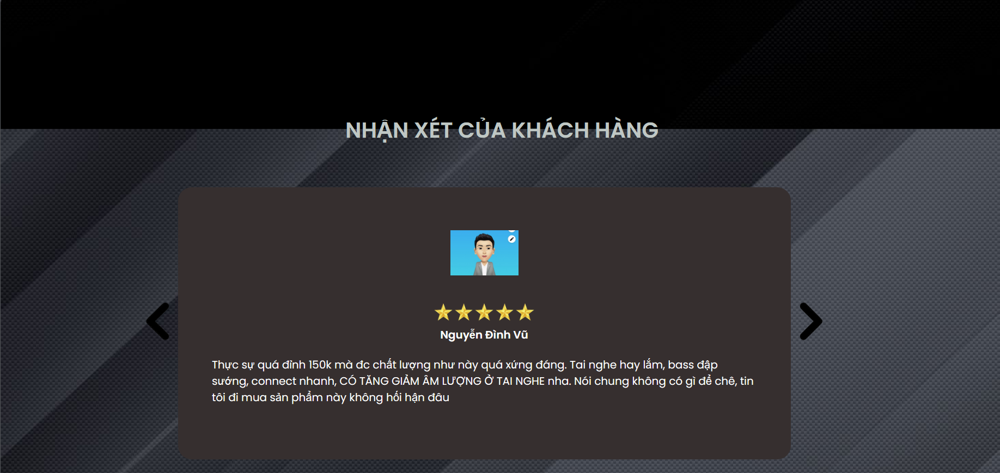 NHẬN XÉT CỦA KHÁCH HÀNG
Nguyễn Đình Vũ
Thực sự quá đỉnh 150k mà đc chất lượng như này quá xứng đáng. Tai nghe hay lắm, bass đập
sướng, connect nhanh, CÓ TĂNG GIẢM ÂM LƯỢNG Ở TAI NGHE nha. Nói chung không có gì để chê, tin
tôi đi mua sản phẩm này không hối hận đâu